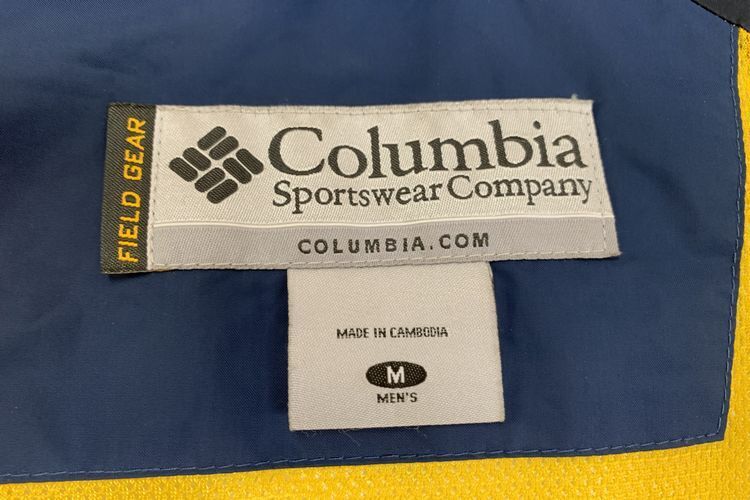 FIELD GEAR
Columbia
Sportswear Company
COLUMBIA.COM
MADE IN CAMBODIA
M
MEN'S